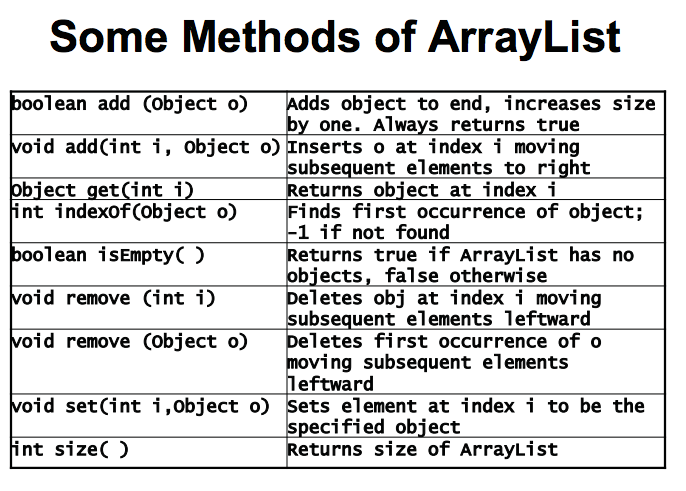 Some Methods of ArrayList
boolean add (Object o)
Adds object to end, increases size
by one. Always returns true
void add(int i, Object o)
Inserts o at index i moving
subsequent elements to right
Object get(int i)
Returns object at index i
int indexOf(Object o)
Finds first occurrence of object;
-1 if not found
boolean isEmpty( )
Returns true if ArrayList has no
objects, false otherwise
void remove (int i)
Deletes obj at index i moving
subsequent elements leftward
void remove (Object o)
Deletes first occurrence of o
moving subsequent elements
leftward
void set(int i,Object o)
Sets element at index i to be the
specified object
int size( )
Returns size of ArrayList